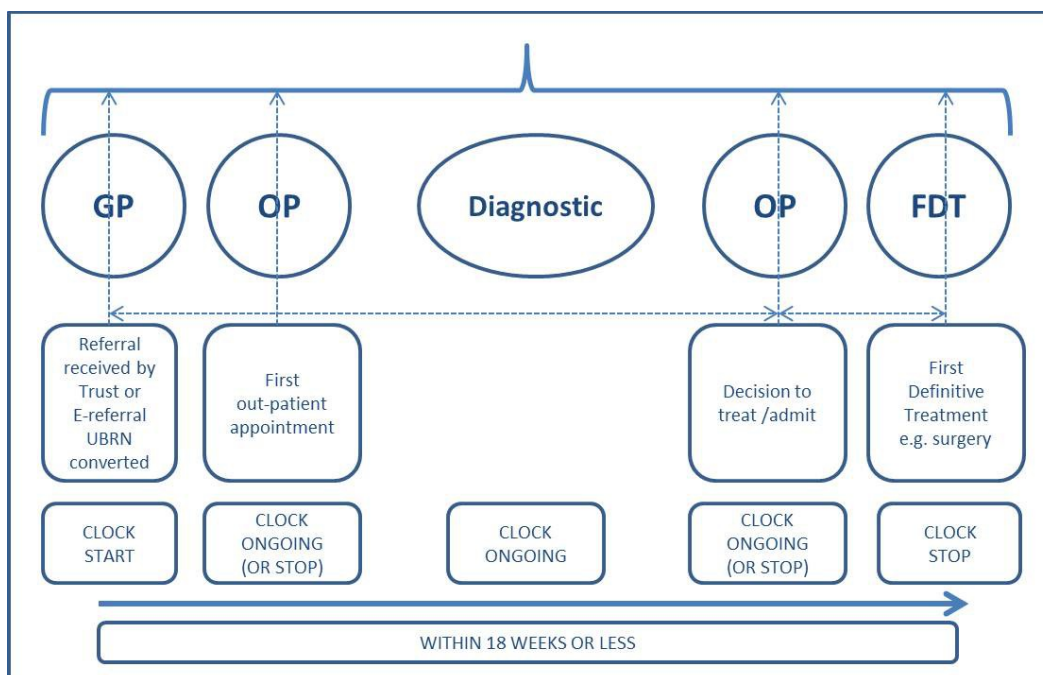 GP
OP
Diagnostic
OP
FDT
Referral
received by
Trust or
E-referral
UBRN
converted
First
out-patient
appointment
Decision to
treat /admit
First
Definitive
Treatment
e.g. surgery
CLOCK
START
CLOCK
ONGOING
(OR STOP)
CLOCK
ONGOING
CLOCK
ONGOING
(OR STOP)
CLOCK
STOP
WITHIN 18 WEEKS OR LESS